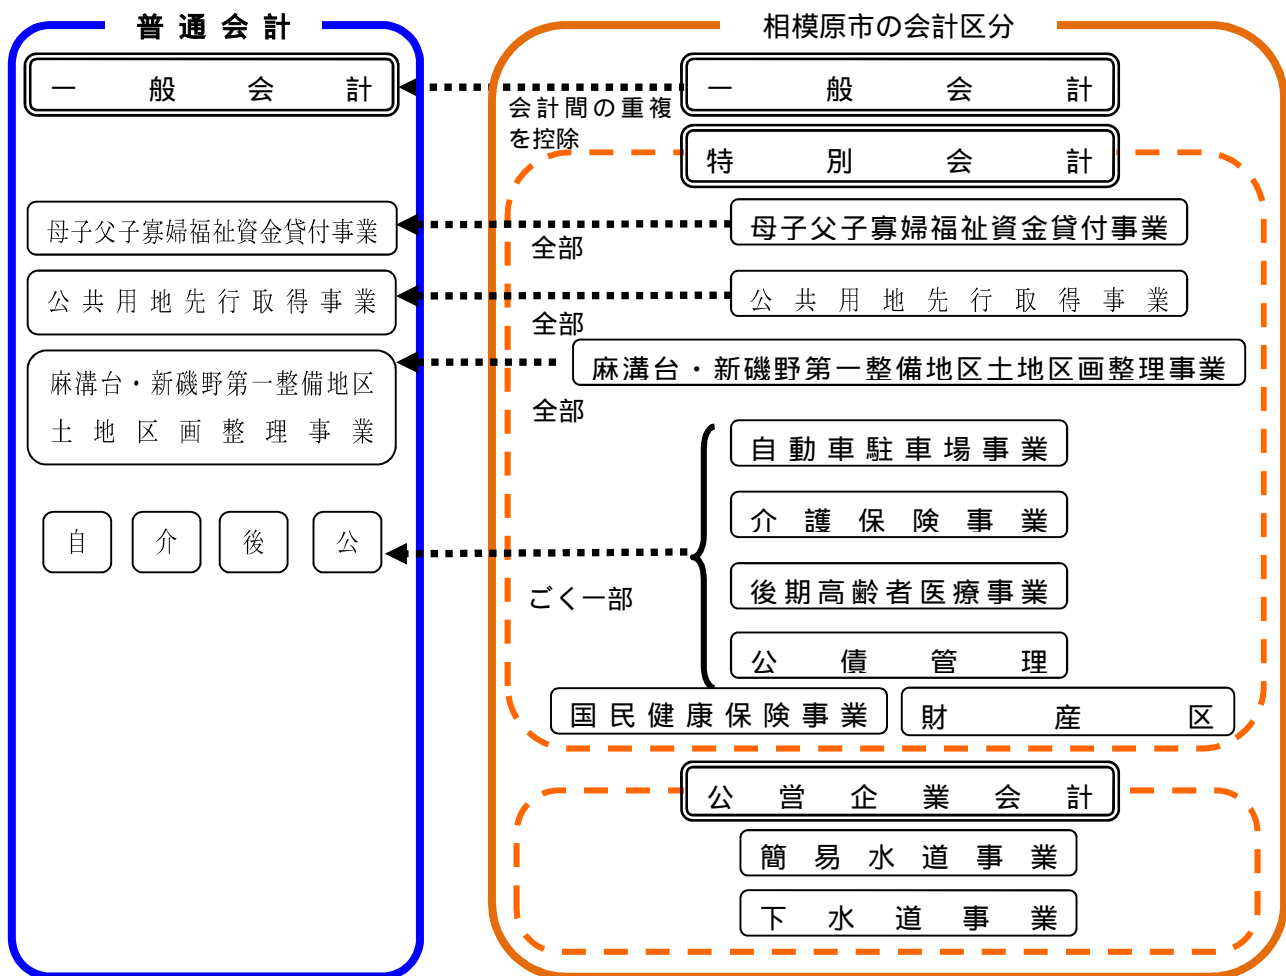 普通会計
一般会計
母子父子寡婦福祉資金貸付事業
公共用地先行取得事業
麻溝台・新磯野第一整備地区
土地区画整理事業
自
介
後
公
会計間の重複
を控除
全部
全部
全部
ごく一部
相模原市の会計区分
一般会計
特別会計
母子父子寡婦福祉資金貸付事業
公共用地先行取得事業
麻溝台・新磯野第一整備地区土地区画整理事業
自動車駐車場事業
介護保険事業
後期高齢者医療事業
公債管理
国民健康保険事業
財産区
公営企業会計
簡易水道事業
下水道事業